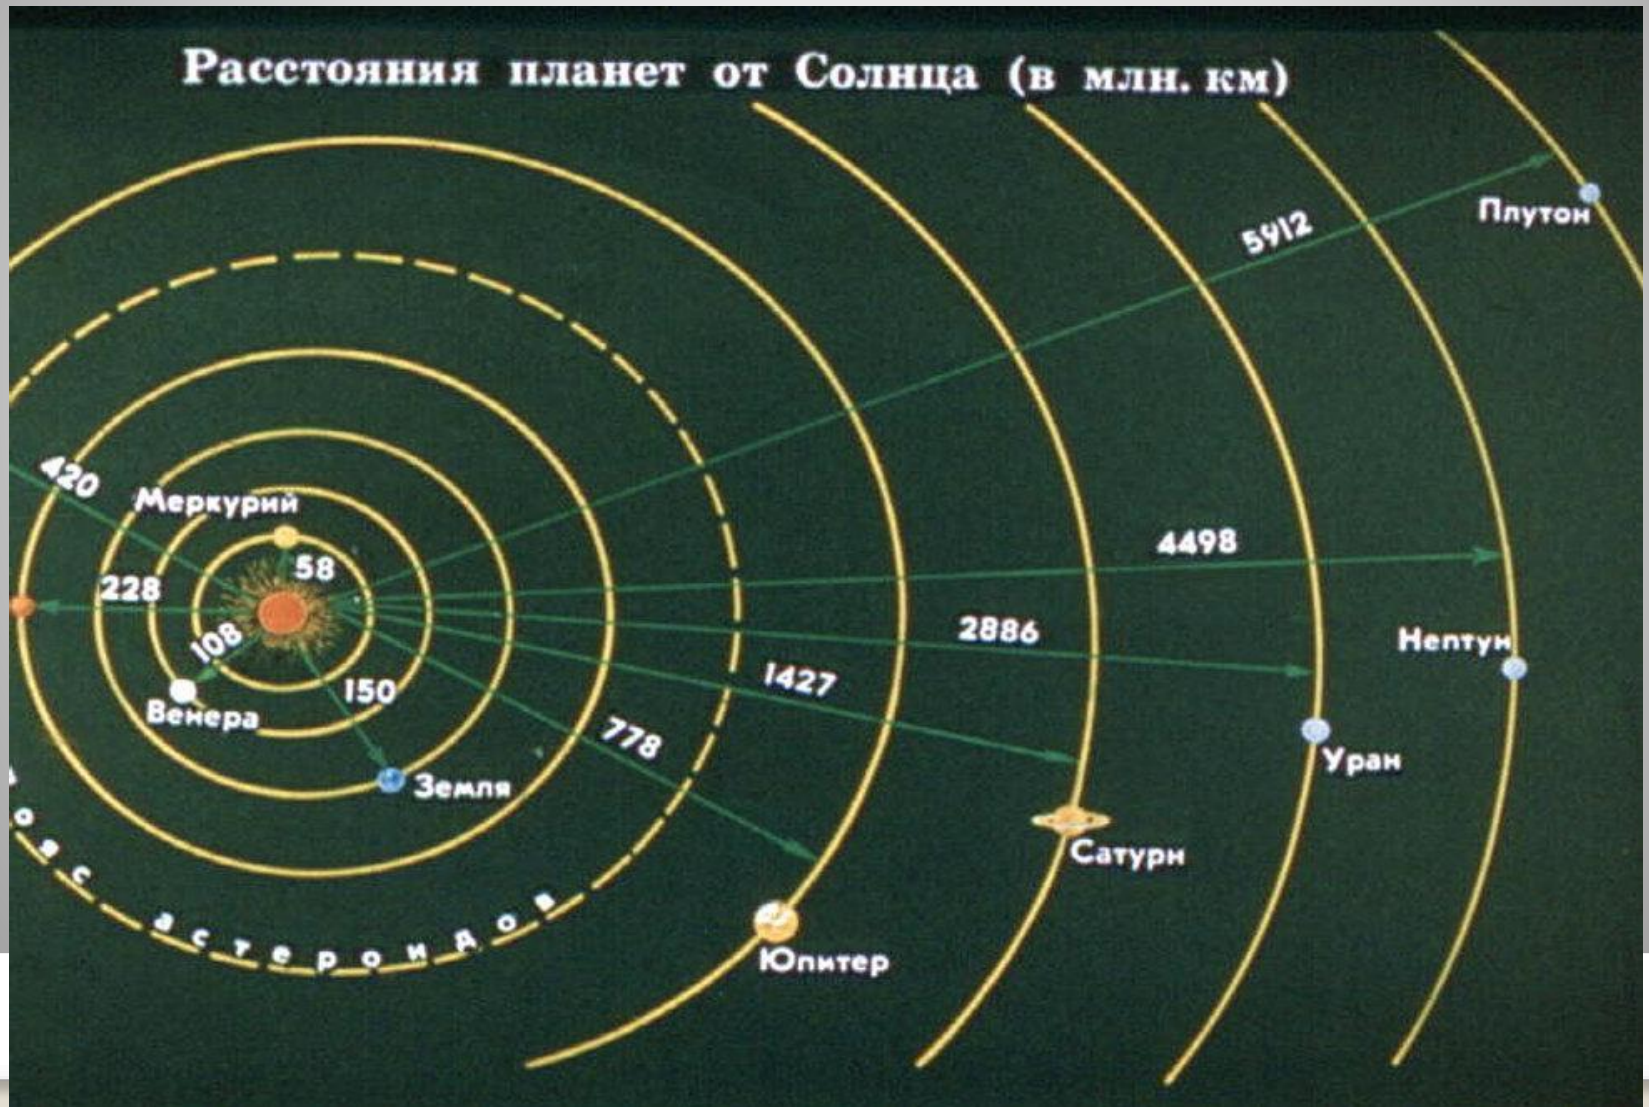 Расстояния планет от Солнца (в млн. км)
5912
Плутон
420
Меркурий
58
4498
228
108
2886
Нептун
1427
150
Венера
778
Уран
Земля
Сатурн
пояс астероидов
Юпитер